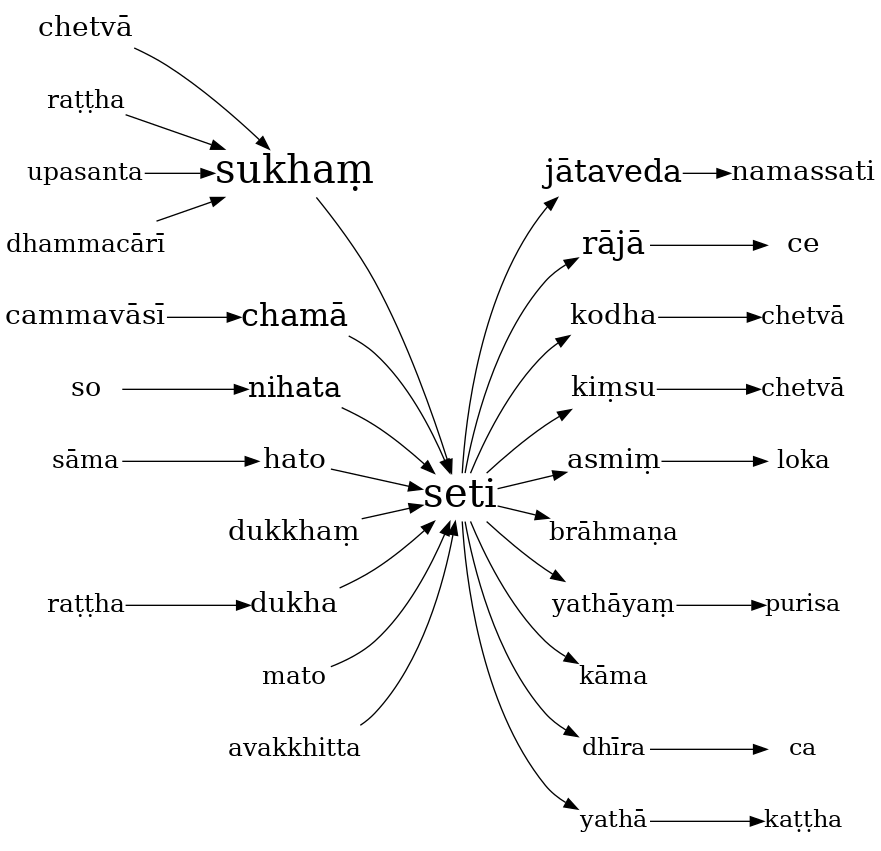 chetvā
raṭṭha
upasanta
dhammacārī
sukhaṃ
cammavāsī
chamā
so
nihata
sāma
hato
dukkhaṃ
raṭṭha
dukha
mato
avakkhitta
seti
jātaveda
namassati
rājā
ce
kodha
chetvā
kiṃsu
chetvā
asmiṃ
loka
brāhmaṇa
yathāyaṃ
purisa
kāma
dhīra
ca
yathā
kaṭṭha